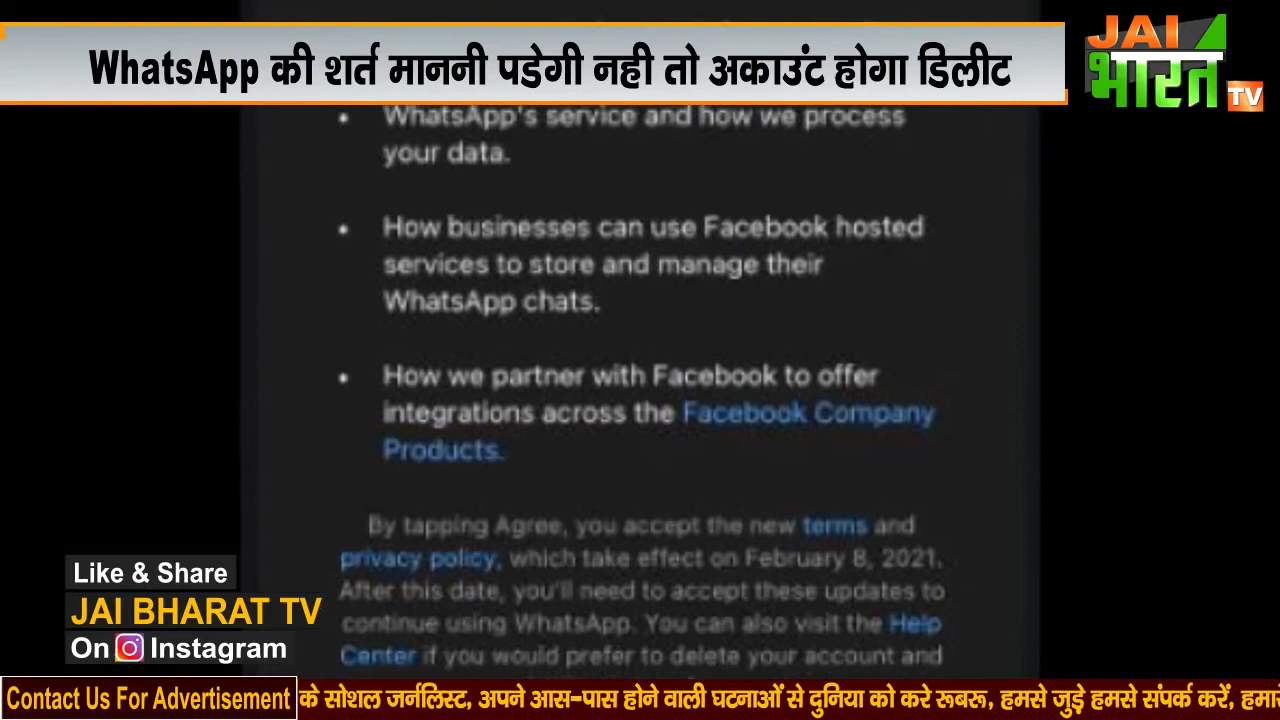 WhatsApp की शर्त माननी पडेगी नही तो अकाउंट होगा डिलीट
JAI
भारत
TV
• WhatsApp's service and how we process
your data.
• How businesses can use Facebook hosted
services to store and manage their
WhatsApp chats.
• How we partner with Facebook to offer
integrations across the Facebook Company
Products.
By tapping Agree, you accept the new terms and
privacy policy, which take effect on February 8, 2021.
After this date, you'll need to accept these updates to
continue using WhatsApp. You can also visit the Help
Center if you would prefer to delete your account and
Like & Share
JAI BHARAT TV
On Instagram
Contact Us For Advertisement के सोशल जर्नलिस्ट, अपने आस-पास होने वाली घटनाओं से दुनिया को करे रूबरू, हमसे जुड़े हमसे संपर्क करें, हमारे